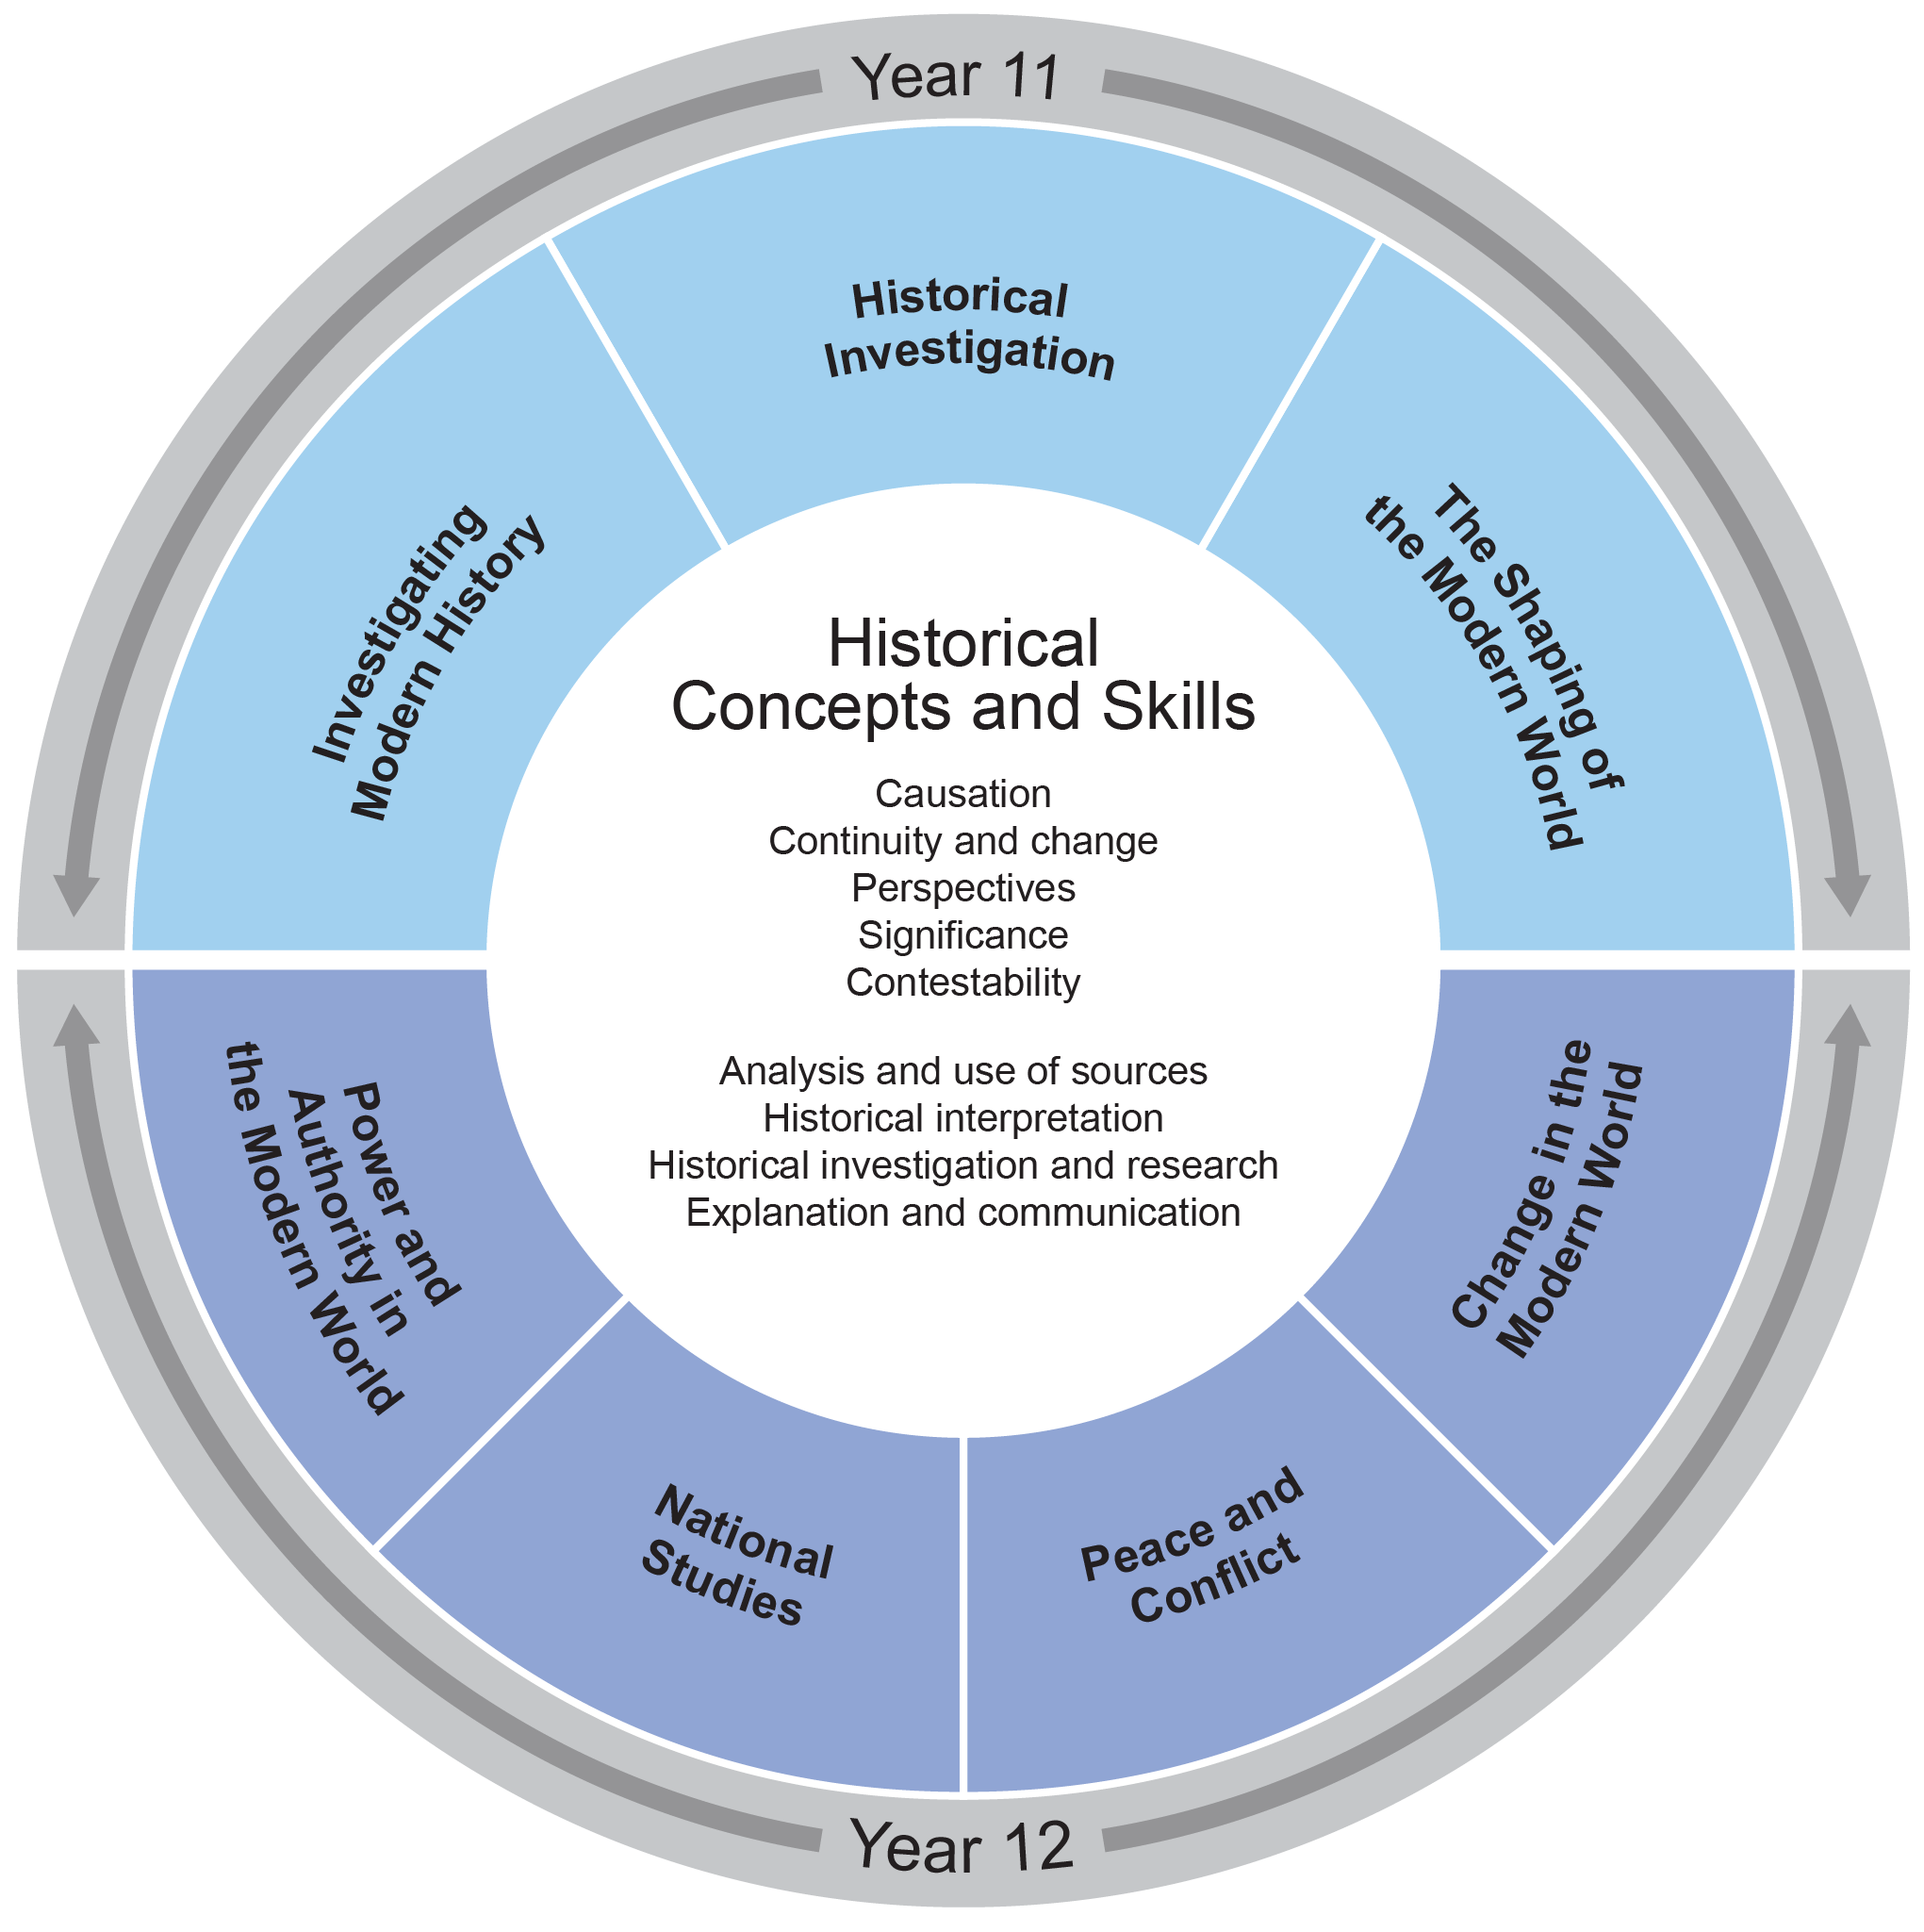 Year 11
Historical
Investigation
Investigating
Modern History
The Shaping of
the Modern World
Historical
Concepts and Skills
Causation
Continuity and change
Perspectives
Significance
Contestability
Analysis and use of sources
Historical interpretation
Historical investigation and research
Explanation and communication
Power and
Authority in
the Modern World
National
Studies
Peace and
Conflict
Change in the
Modern World
Year 12